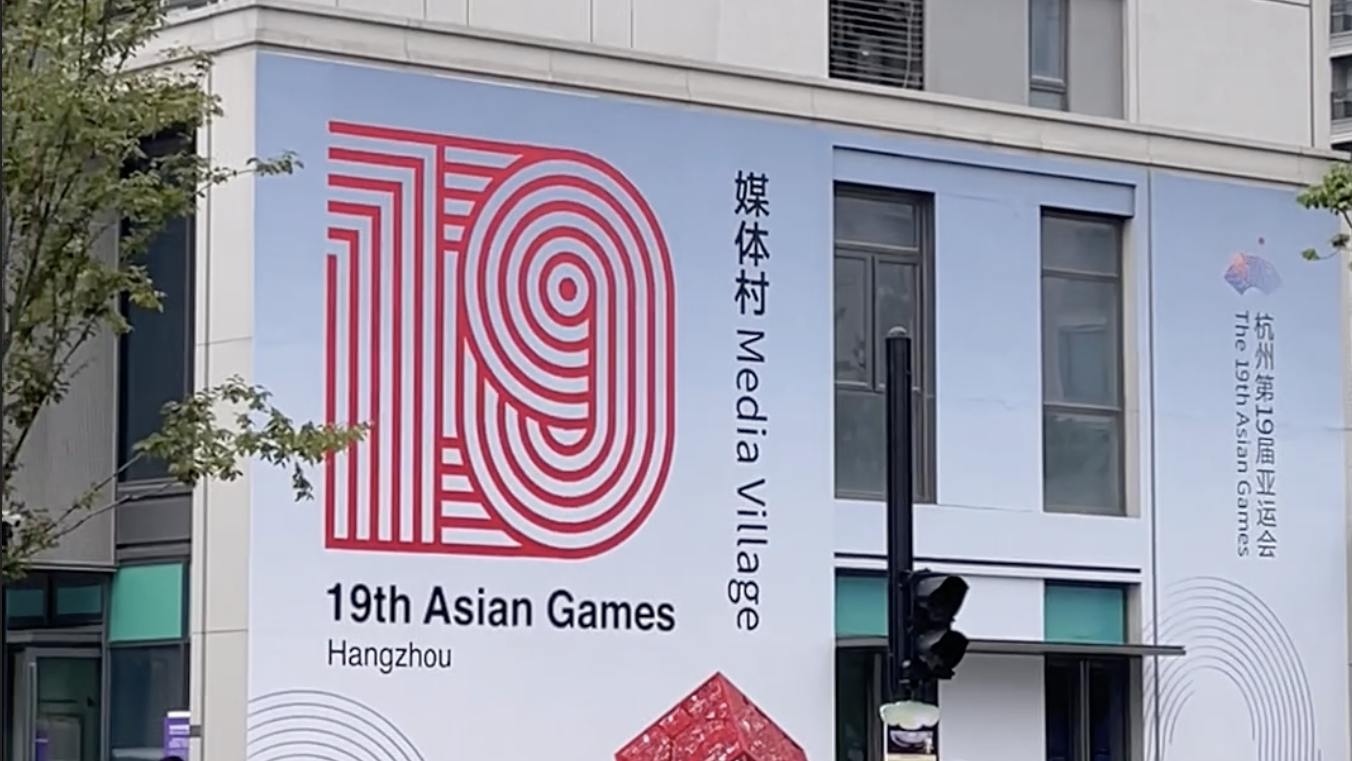 19
19th Asian Games
Hangzhou
媒体村 Media Village
杭州第19届亚运会
The 19th Asian Games